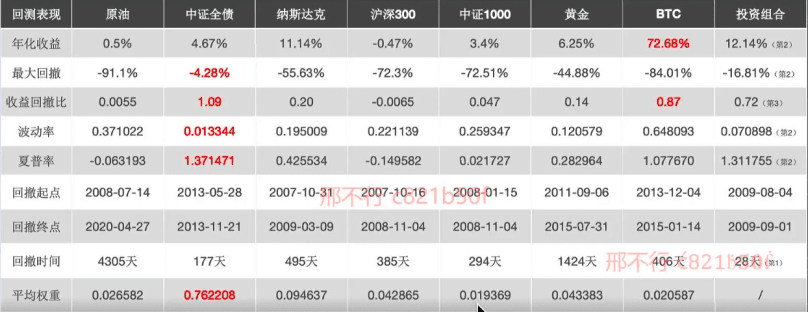 回测表现 原油 中证全债 纳斯达克 沪深300 中证1000 黄金 BTC 投资组合
年化收益 0.5% 4.67% 11.14% -0.47% 3.4% 6.25% 72.68% 12.14%(第2)
最大回撤 -91.1% -4.28% -55.63% -72.3% -72.51% -44.88% -84.01% -16.81%(第2)
收益回撤比 0.0055 1.09 0.20 -0.0065 0.047 0.14 0.87 0.72(第3)
波动率 0.371022 0.013344 0.195009 0.221139 0.259347 0.120579 0.648093 0.070898(第2)
夏普率 -0.063193 1.371471 0.425534 -0.149582 0.021727 0.282964 1.077670 1.311755(第2)
回撤起点 2008-07-14 2013-05-28 2007-10-31 2007-10-16 2008-01-15 2011-09-06 2013-12-04 2009-08-04
邢不行 c821b30f
回撤终点 2020-04-27 2013-11-21 2009-03-09 2008-11-04 2008-11-04 2015-07-31 2015-01-14 2009-09-01
回撤时间 4305天 177天 495天 385天 294天 1424天 406天 28天(第1)
邢不行 c821b30f
平均权重 0.026582 0.762208 0.094637 0.042865 0.019369 0.043383 0.020587 /